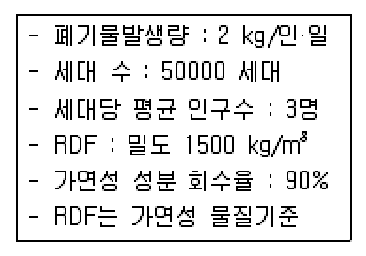 - 폐기물발생량 : 2 kg/인·일
- 세대 수 : 50000 세대
- 세대당 평균 인구수 : 3명
- RDF : 밀도 1500 kg/m³
- 가연성 성분 회수율 : 90%
- RDF는 가연성 물질기준